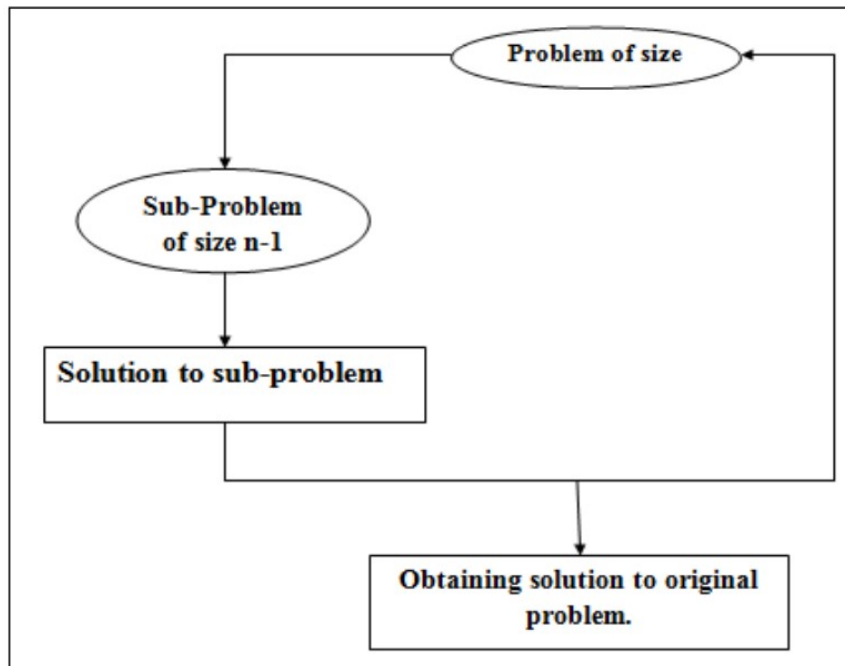 Problem of size
Sub-Problem
of size n-1
Solution to sub-problem
Obtaining solution to original
problem.